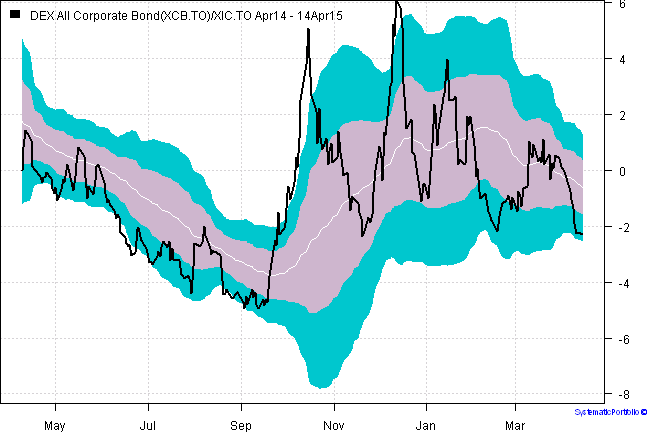 DEX All Corporate Bond(XCB.TO)/XIC.TO Apr14 - 14Apr15
6
4
2
0
-2
-4
-6
-8
May Jul Sep Nov Jan Mar
SystematicPortfolio ©